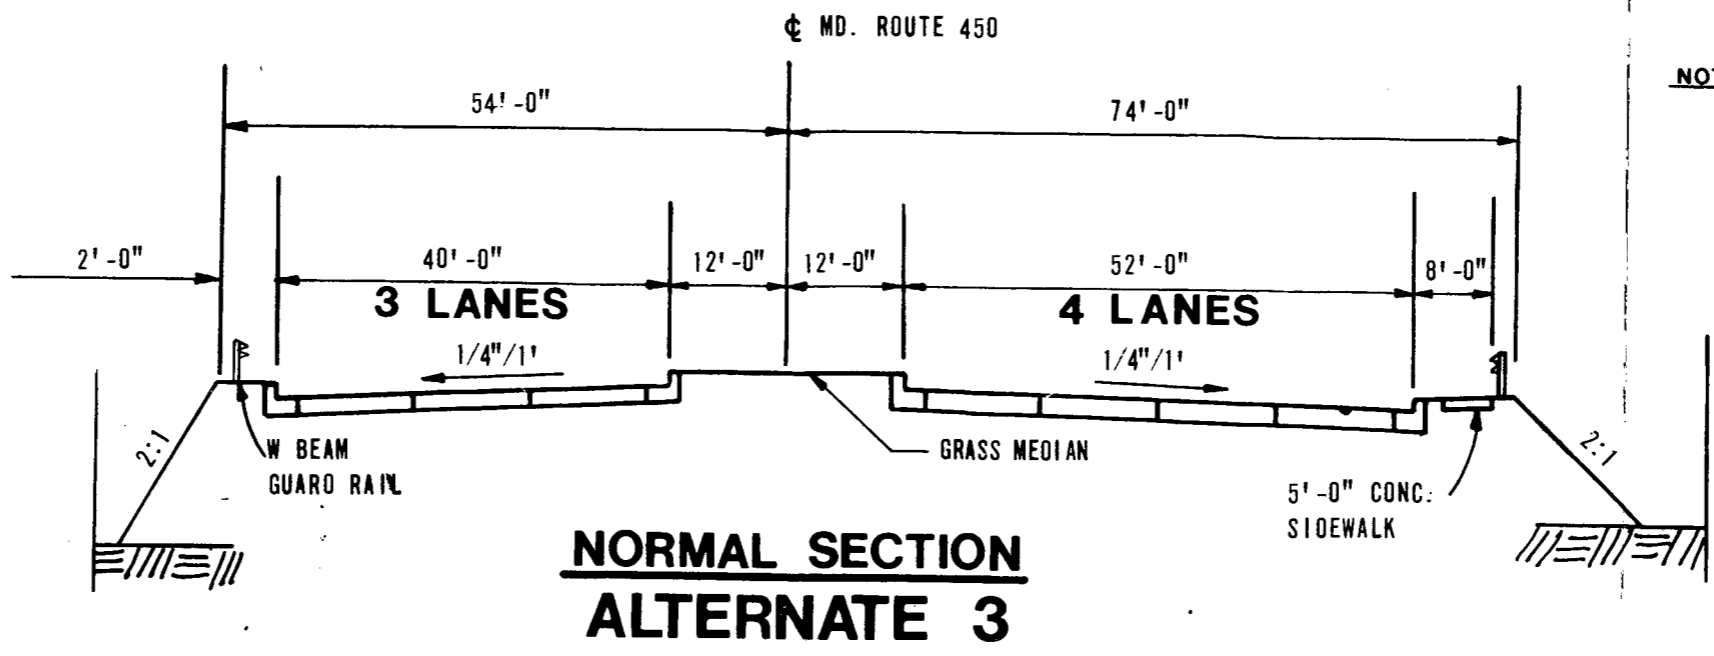 ℄ MD. ROUTE 450
NOT
54'-0"
74'-0"
2'-0"
40'-0"
12'-0"
12'-0"
52'-0"
8'-0"
3 LANES
4 LANES
1/4"/1'
1/4"/1'
2:1
W BEAM
GUARD RAIL
GRASS MEDIAN
5'-0" CONC.
SIDEWALK
2:1
NORMAL SECTION
ALTERNATE 3